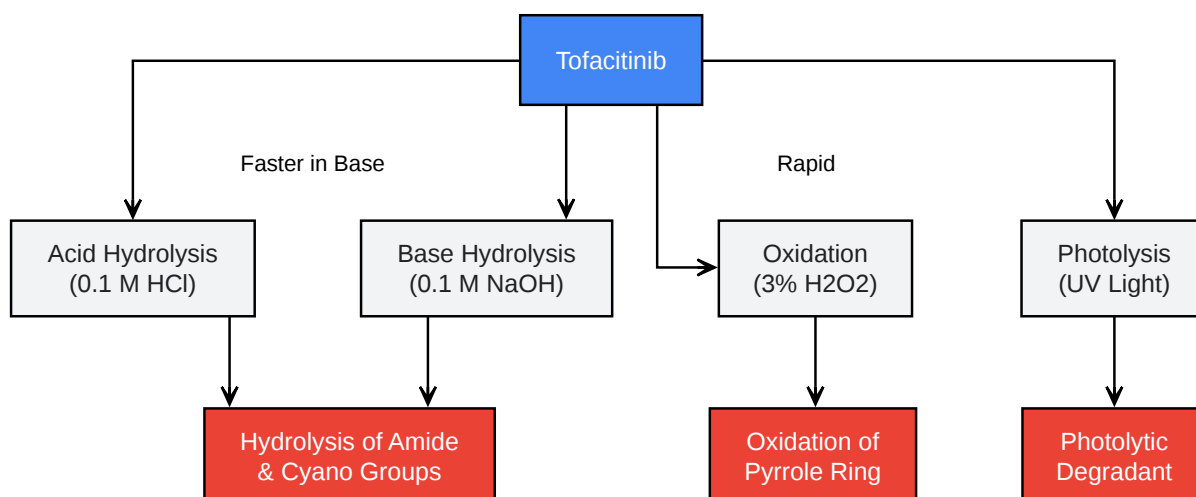 Tofacitinib
Faster in Base
Rapid
Acid Hydrolysis
(0.1 M HCl)
Base Hydrolysis
(0.1 M NaOH)
Oxidation
(3% H2O2)
Photolysis
(UV Light)
Hydrolysis of Amide
& Cyano Groups
Oxidation of
Pyrrole Ring
Photolytic
Degradant